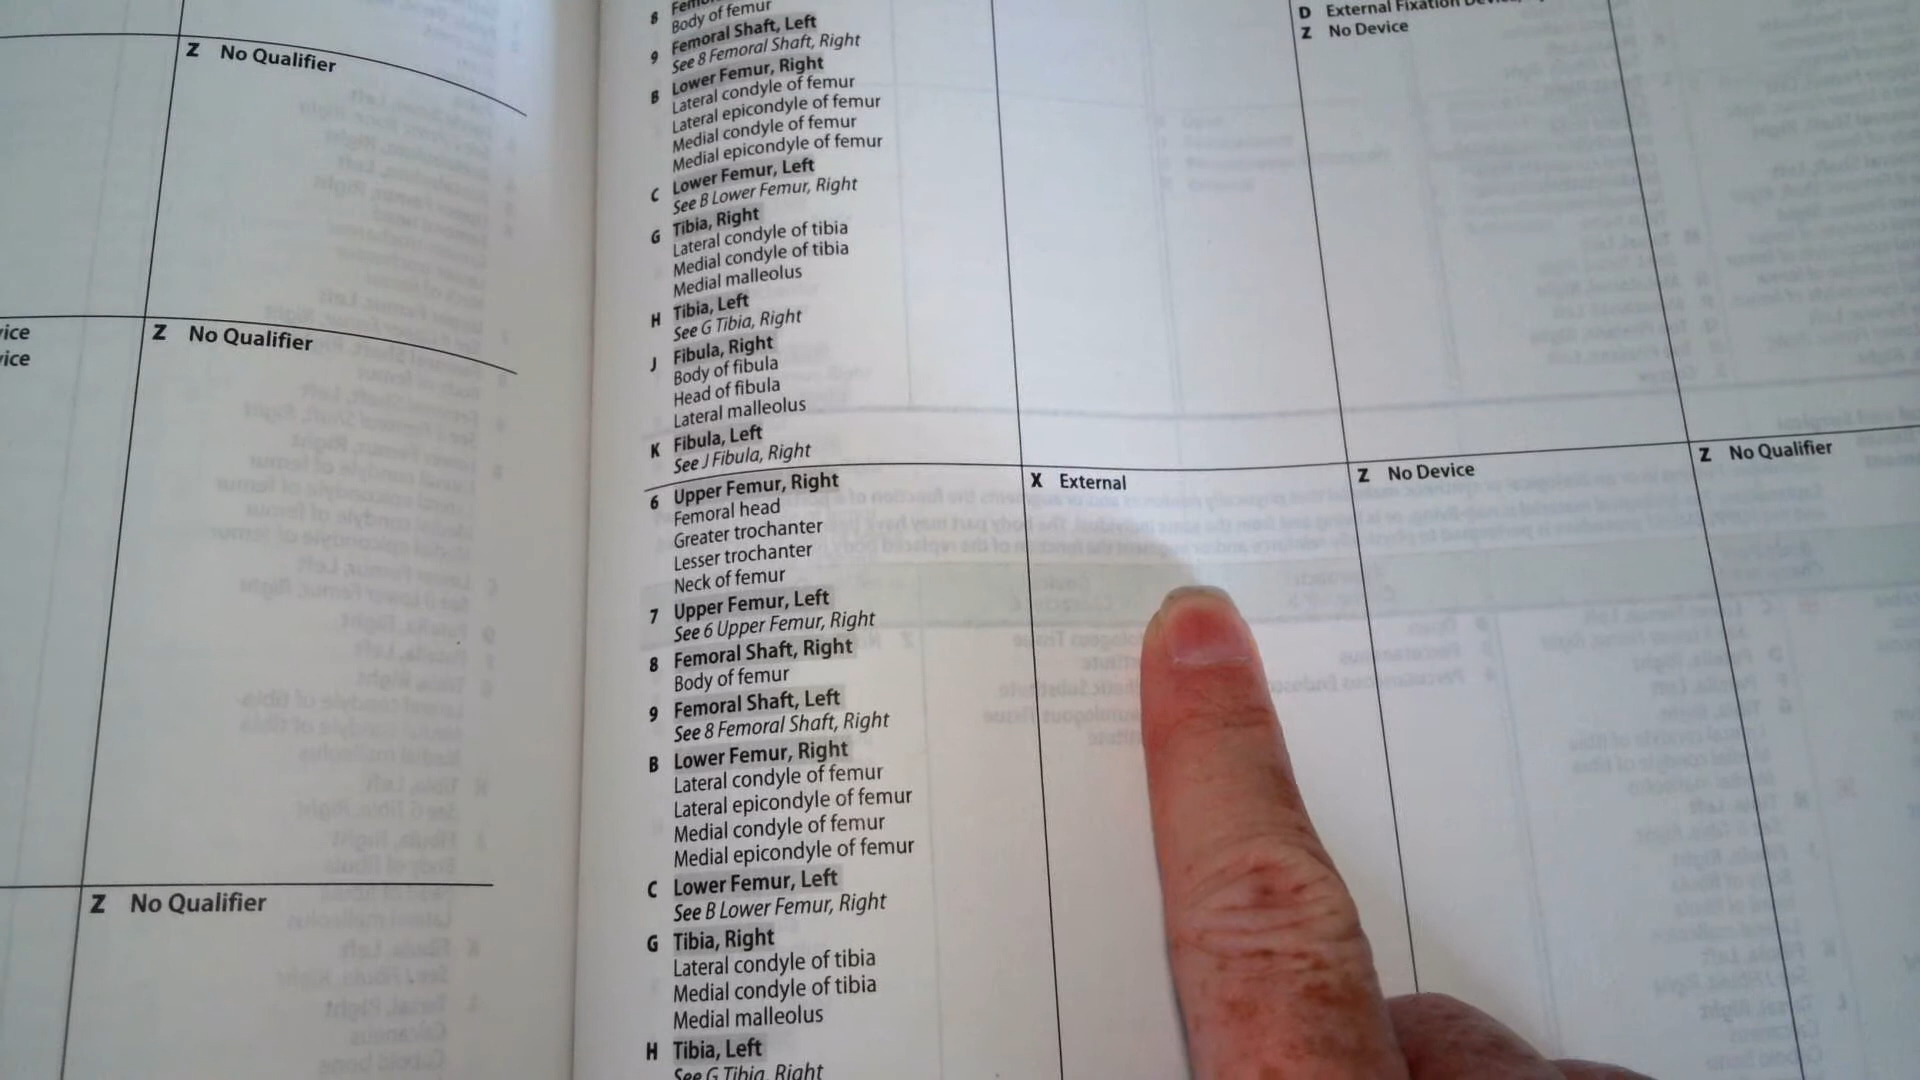 Z No Qualifier
vice
vice
Z No Qualifier
Z No Qualifier
8
Body of femur
9 Femoral Shaft, Left
See 8 Femoral Shaft, Right
B Lower Femur, Right
Lateral condyle of femur
Lateral epicondyle of femur
Medial condyle of femur
Medial epicondyle of femur
C Lower Femur, Left
See B Lower Femur, Right
G Tibia, Right
Lateral condyle of tibia
Medial condyle of tibia
Medial malleolus
H Tibia, Left
See G Tibia, Right
J Fibula, Right
Body of fibula
Head of fibula
Lateral malleolus
K Fibula, Left
See J Fibula, Right
D External Fixation
Z No Device
6 Upper Femur, Right
Femoral head
Greater trochanter
Lesser trochanter
Neck of femur
7 Upper Femur, Left
See 6 Upper Femur, Right
8 Femoral Shaft, Right
Body of femur
9 Femoral Shaft, Left
See 8 Femoral Shaft, Right
B Lower Femur, Right
Lateral condyle of femur
Lateral epicondyle of femur
Medial condyle of femur
Medial epicondyle of femur
C Lower Femur, Left
See B Lower Femur, Right
G Tibia, Right
Lateral condyle of tibia
Medial condyle of tibia
Medial malleolus
H Tibia, Left
See G Tibia, Right
X External
Z No Device
Z No Qualifier